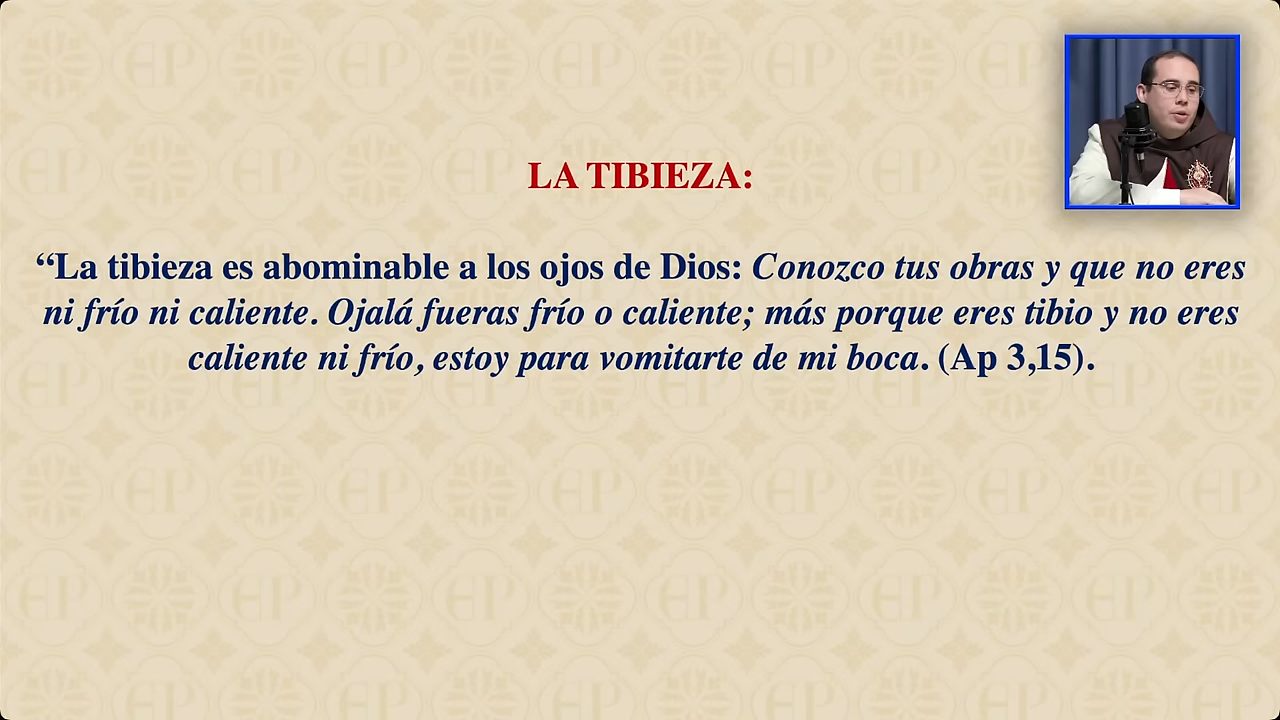 LA TIBIEZA:
“La tibieza es abominable a los ojos de Dios: Conozco tus obras y que no eres
ni frío ni caliente. Ojalá fueras frío o caliente; más porque eres tibio y no eres
caliente ni frío, estoy para vomitarte de mi boca. (Ap 3,15).